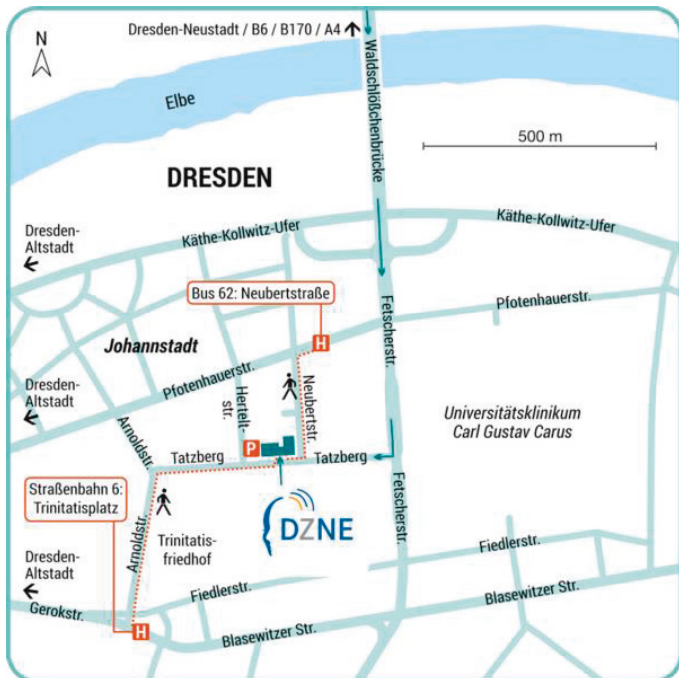 Dresden-Neustadt / B6 / B170 / A4
N
Waldschlößchenbrücke
Elbe
500 m
DRESDEN
Käthe-Kollwitz-Ufer
Käthe-Kollwitz-Ufer
Dresden-
Altstadt
Bus 62: Neubertstraße
Pfotenhauerstr.
Fetscherstr.
H
Johannstadt
Pfotenhauerstr.
Dresden-
Altstadt
Hertelt-
str.
Neubertstr.
Universitätsklinikum
Carl Gustav Carus
Arnoldstr.
P
Tatzberg
Tatzberg
Straßenbahn 6:
Trinitatisplatz
DZNE
Fetscherstr.
Arnoldstr.
Trinitatis-
friedhof
Fiedlerstr.
Dresden-
Altstadt
Fiedlerstr.
Blasewitzer Str.
Gerokstr.
H
Blasewitzer Str.